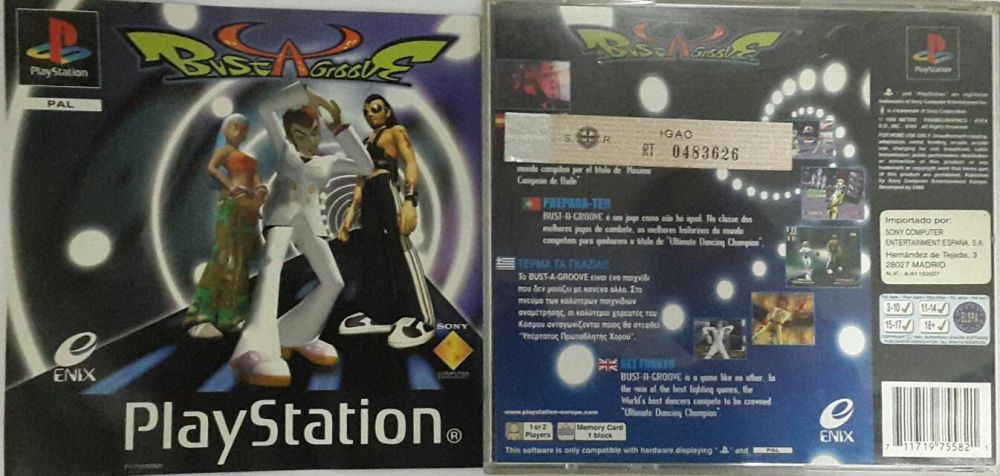 PlayStation
PAL
BUST A GROOVE
ENIX
SONY
COMPUTER
PlayStation®
BUST A GROOVE
PlayStation
S. R.
IGAC
RT 0483626
mundo compiten por el título de "Máximo
Campeón de Baile"
PREPARA-TE!!
BUST-A-GROOVE é um jogo como não há igual. Na classe dos
melhores jogos de combate, os melhores bailarinos do mundo
competem para ganharem o título de "Ultimate Dancing Champion"
ΤΕΡΜΑ ΤΑ ΓΚΑΖΙΑ!!
Το BUST-A-GROOVE είναι ένα παιχνίδι
που δεν μοιάζει με κανένα άλλο. Στο
πνεύμα των καλύτερων παιχνιδιών
αναμέτρησης, οι καλύτεροι χορευτές του
Κόσμου ανταγωνίζονται ποιος θα στεφθεί
"Υπέρτατος Πρωταθλητής Χορού".
GET FUNKY!!
BUST-A-GROOVE is a game like no other. In
the vein of the best fighting games, the
World's best dancers compete to be crowned
"Ultimate Dancing Champion"
www.playstation-europe.com
1 or 2
Players
Memory Card
1 block
This software is only compatible with hardware displaying " " and PAL
Importado por:
SONY COMPUTER
ENTERTAINMENT ESPAÑA, S.A.
Hernández de Tejada, 3
28027 MADRID
3-10
11-14
15-17
18+
ELSPA
ENIX
7 11719 75582 1